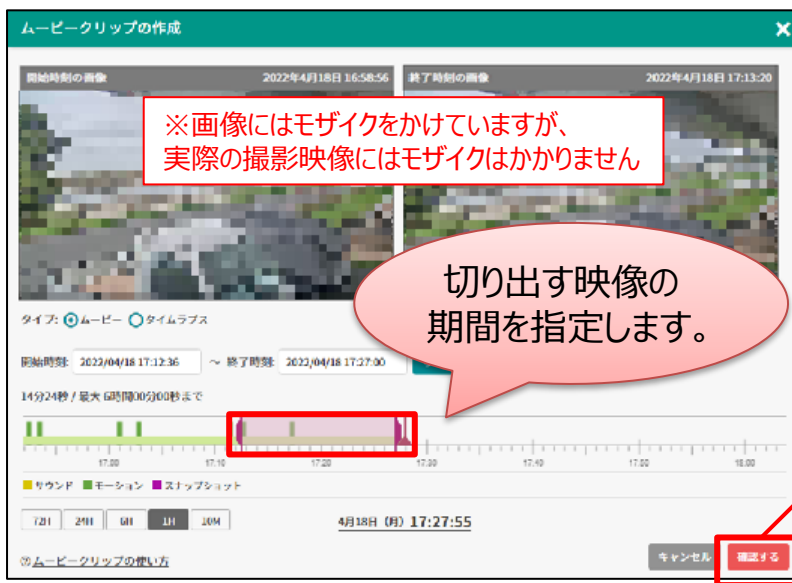 ムービークリップの作成
開始時刻の画像 2022年4月18日 16:58:56
終了時刻の画像 2022年4月18日 17:13:20
※画像にはモザイクをかけていますが、
実際の撮影映像にはモザイクはかかりません
切り出す映像の
期間を指定します。
タイプ: ムービー タイムラプス
開始時刻: 2022/04/18 17:12:36 ～ 終了時刻: 2022/04/18 17:27:00
14分24秒 / 最大 6時間00分00秒まで
17:00 17:10 17:20 17:30 17:40 17:50 18:00
サウンド モーション スナップショット
72H 24H 6H 1H 10M
4月18日（月）17:27:55
ムービークリップの使い方
キャンセル 確認する